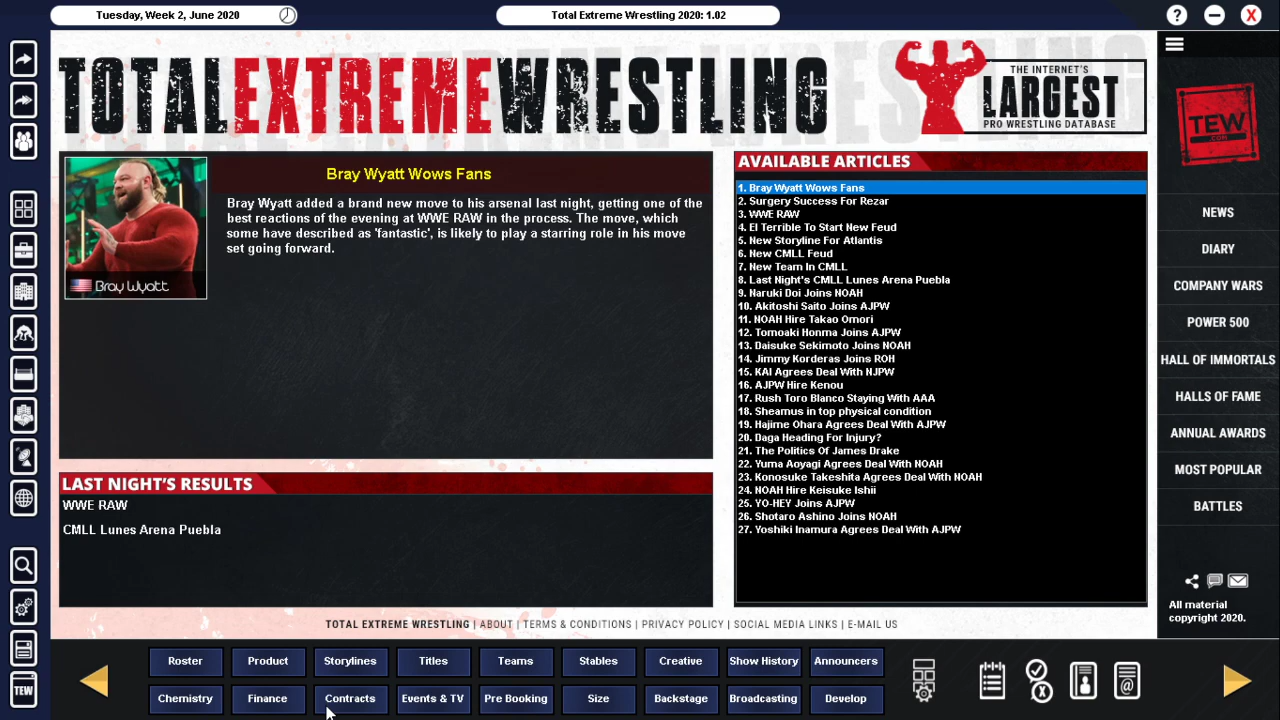 Tuesday, Week 2, June 2020
Total Extreme Wrestling 2020: 1.02
?
X
TOTALEXTREMEWRESTLING
THE INTERNET'S
LARGEST
PRO WRESTLING DATABASE
TEW
.COM
Bray Wyatt Wows Fans
Bray Wyatt added a brand new move to his arsenal last night, getting one of the
best reactions of the evening at WWE RAW in the process. The move, which
some have described as 'fantastic', is likely to play a starring role in his move
set going forward.
Bray Wyatt
AVAILABLE ARTICLES
1. Bray Wyatt Wows Fans
2. Surgery Success For Rezar
3. WWE RAW
4. El Terrible To Start New Feud
5. New Storyline For Atlantis
6. New CMLL Feud
7. New Team In CMLL
8. Last Night's CMLL Lunes Arena Puebla
9. Naruki Doi Joins NOAH
10. Akitoshi Saito Joins AJPW
11. NOAH Hire Takao Omori
12. Tomoaki Honma Joins AJPW
13. Daisuke Sekimoto Joins NOAH
14. Jimmy Korderas Joins ROH
15. KAI Agrees Deal With NJPW
16. AJPW Hire Kenou
17. Rush Toro Blanco Staying With AAA
18. Sheamus in top physical condition
19. Hajime Ohara Agrees Deal With AJPW
20. Daga Heading For Injury?
21. The Politics Of James Drake
22. Yuma Aoyagi Agrees Deal With NOAH
23. Konosuke Takeshita Agrees Deal With NOAH
24. NOAH Hire Keisuke Ishii
25. YO-HEY Joins AJPW
26. Shotaro Ashino Joins NOAH
27. Yoshiki Inamura Agrees Deal With AJPW
LAST NIGHT'S RESULTS
WWE RAW
CMLL Lunes Arena Puebla
NEWS
DIARY
COMPANY WARS
POWER 500
HALL OF IMMORTALS
HALLS OF FAME
ANNUAL AWARDS
MOST POPULAR
BATTLES
All material
copyright 2020.
TOTAL EXTREME WRESTLING | ABOUT | TERMS & CONDITIONS | PRIVACY POLICY | SOCIAL MEDIA LINKS | E-MAIL US
TEW
Roster Product Storylines Titles Teams Stables Creative Show History Announcers
Chemistry Finance Contracts Events & TV Pre Booking Size Backstage Broadcasting Develop